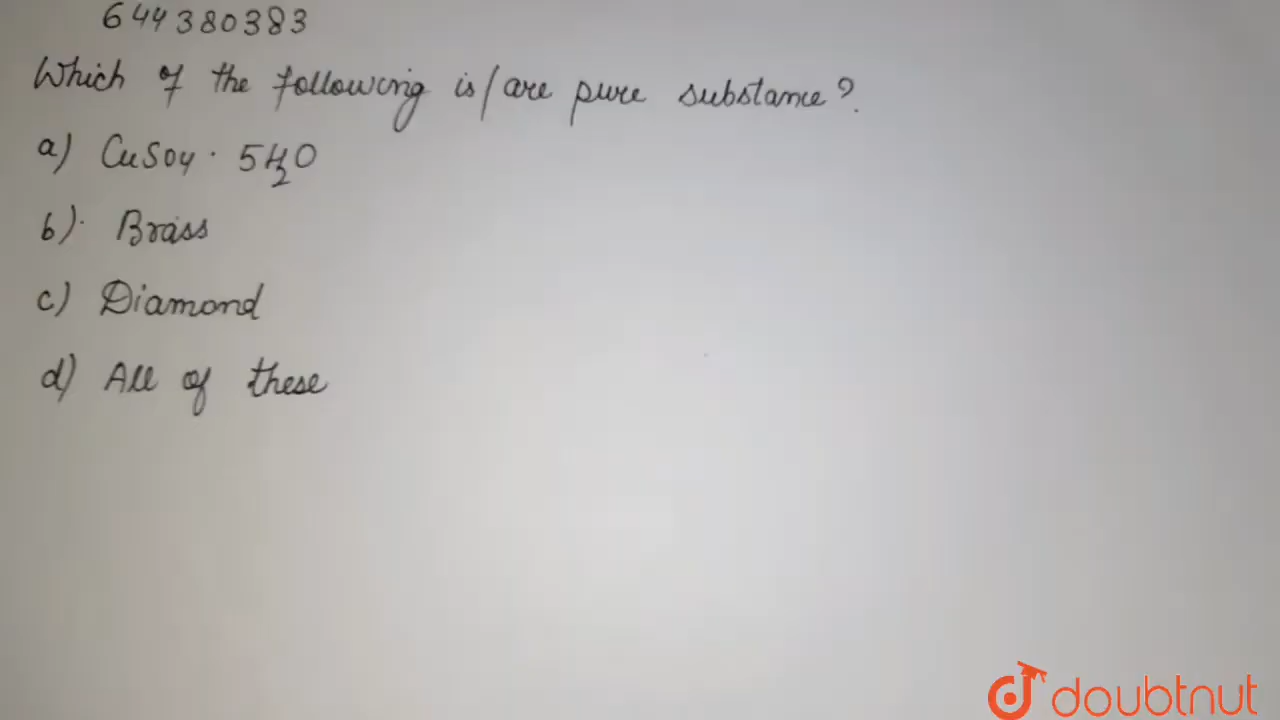 644380383
Which of the following is/are pure substance?
a) CuSO4 · 5H2O
b). Brass
c) Diamond
d) All of these
doubtnut